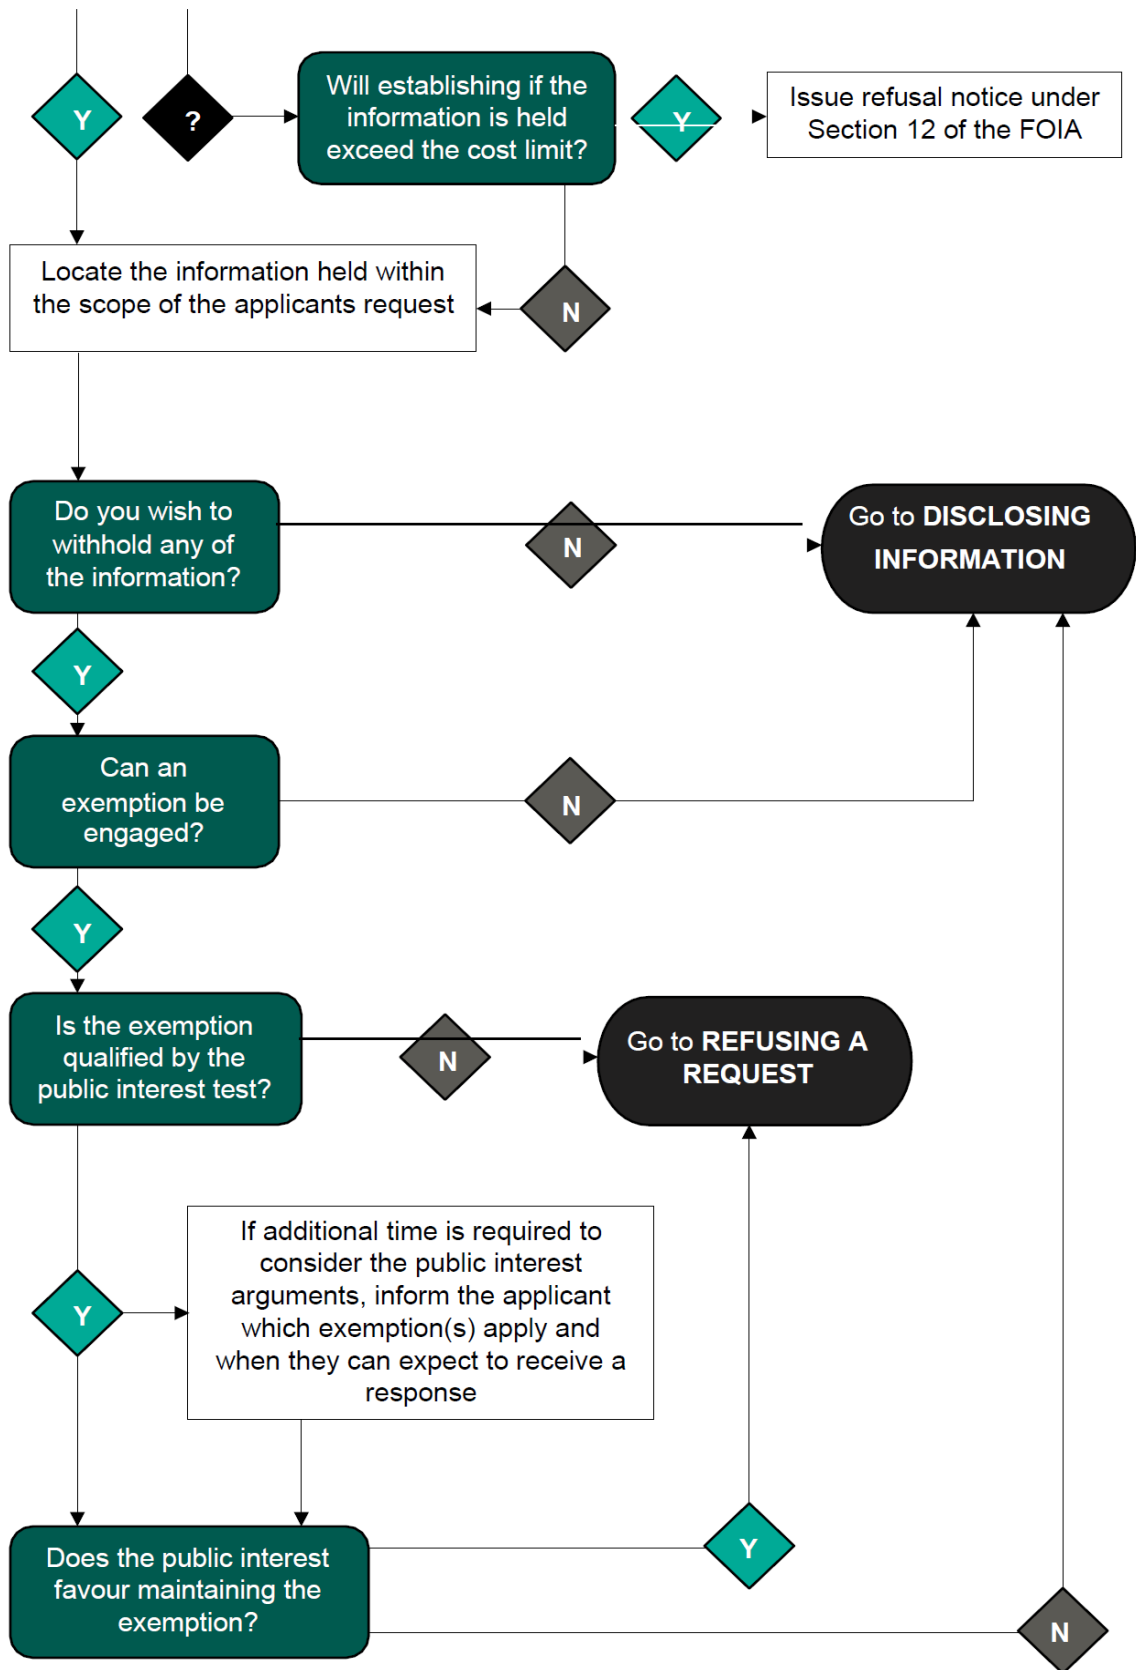 Y
?
Will establishing if the
information is held
exceed the cost limit?
Y
Issue refusal notice under
Section 12 of the FOIA
Locate the information held within
the scope of the applicants request
N
Do you wish to
withhold any of
the information?
N
Go to DISCLOSING
INFORMATION
Y
Can an
exemption be
engaged?
N
Y
Is the exemption
qualified by the
public interest test?
N
Go to REFUSING A
REQUEST
If additional time is required to
consider the public interest
arguments, inform the applicant
which exemption(s) apply and
when they can expect to receive a
response
Y
Does the public interest
favour maintaining the
exemption?
Y
N